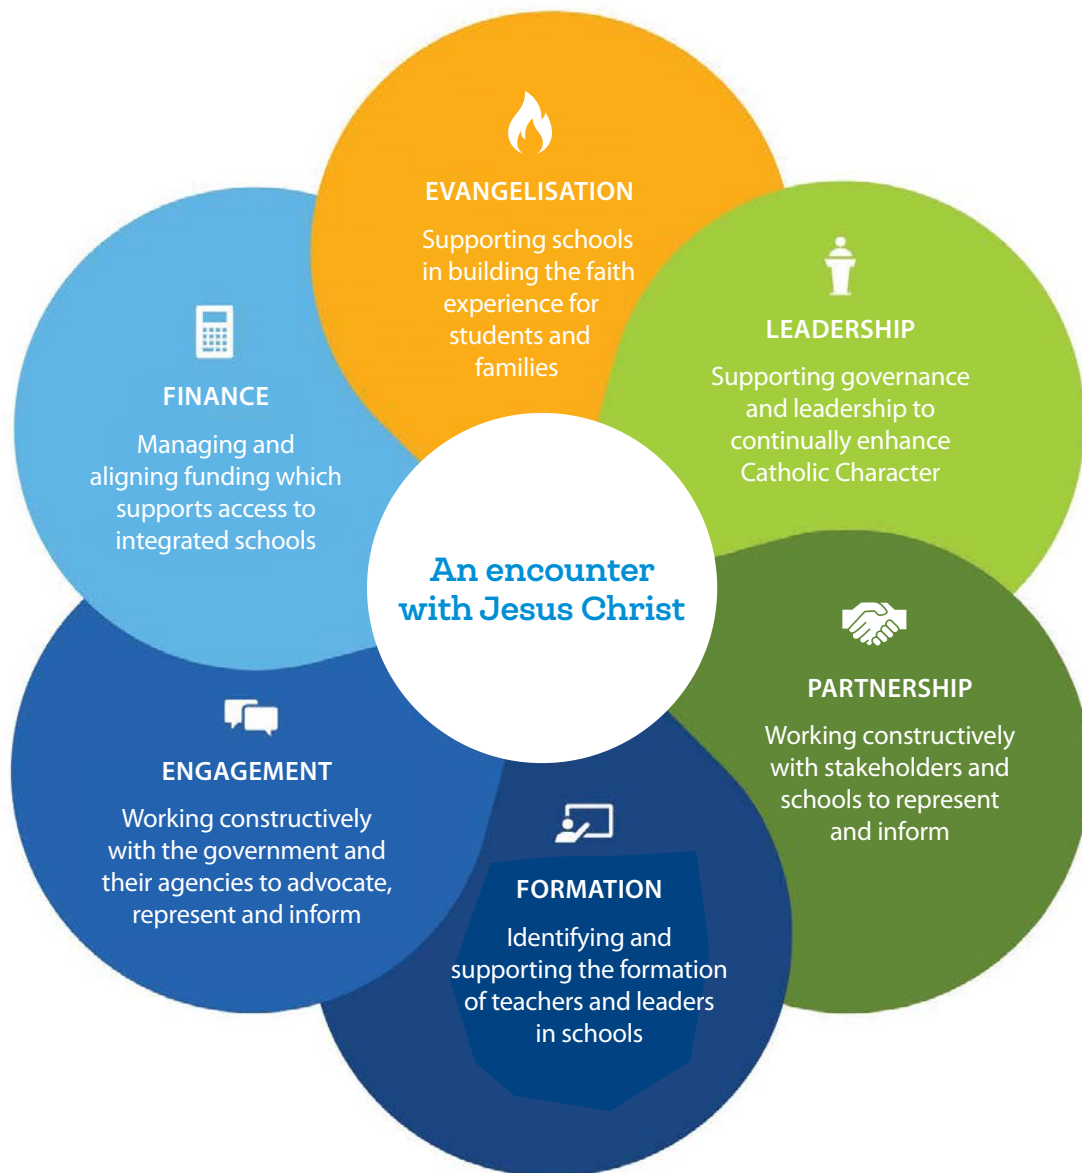 EVANGELISATION
Supporting schools
in building the faith
experience for
students and
families
LEADERSHIP
Supporting governance
and leadership to
continually enhance
Catholic Character
PARTNERSHIP
Working constructively
with stakeholders and
schools to represent
and inform
FORMATION
Identifying and
supporting the formation
of teachers and leaders
in schools
ENGAGEMENT
Working constructively
with the government and
their agencies to advocate,
represent and inform
FINANCE
Managing and
aligning funding which
supports access to
integrated schools
An encounter
with Jesus Christ